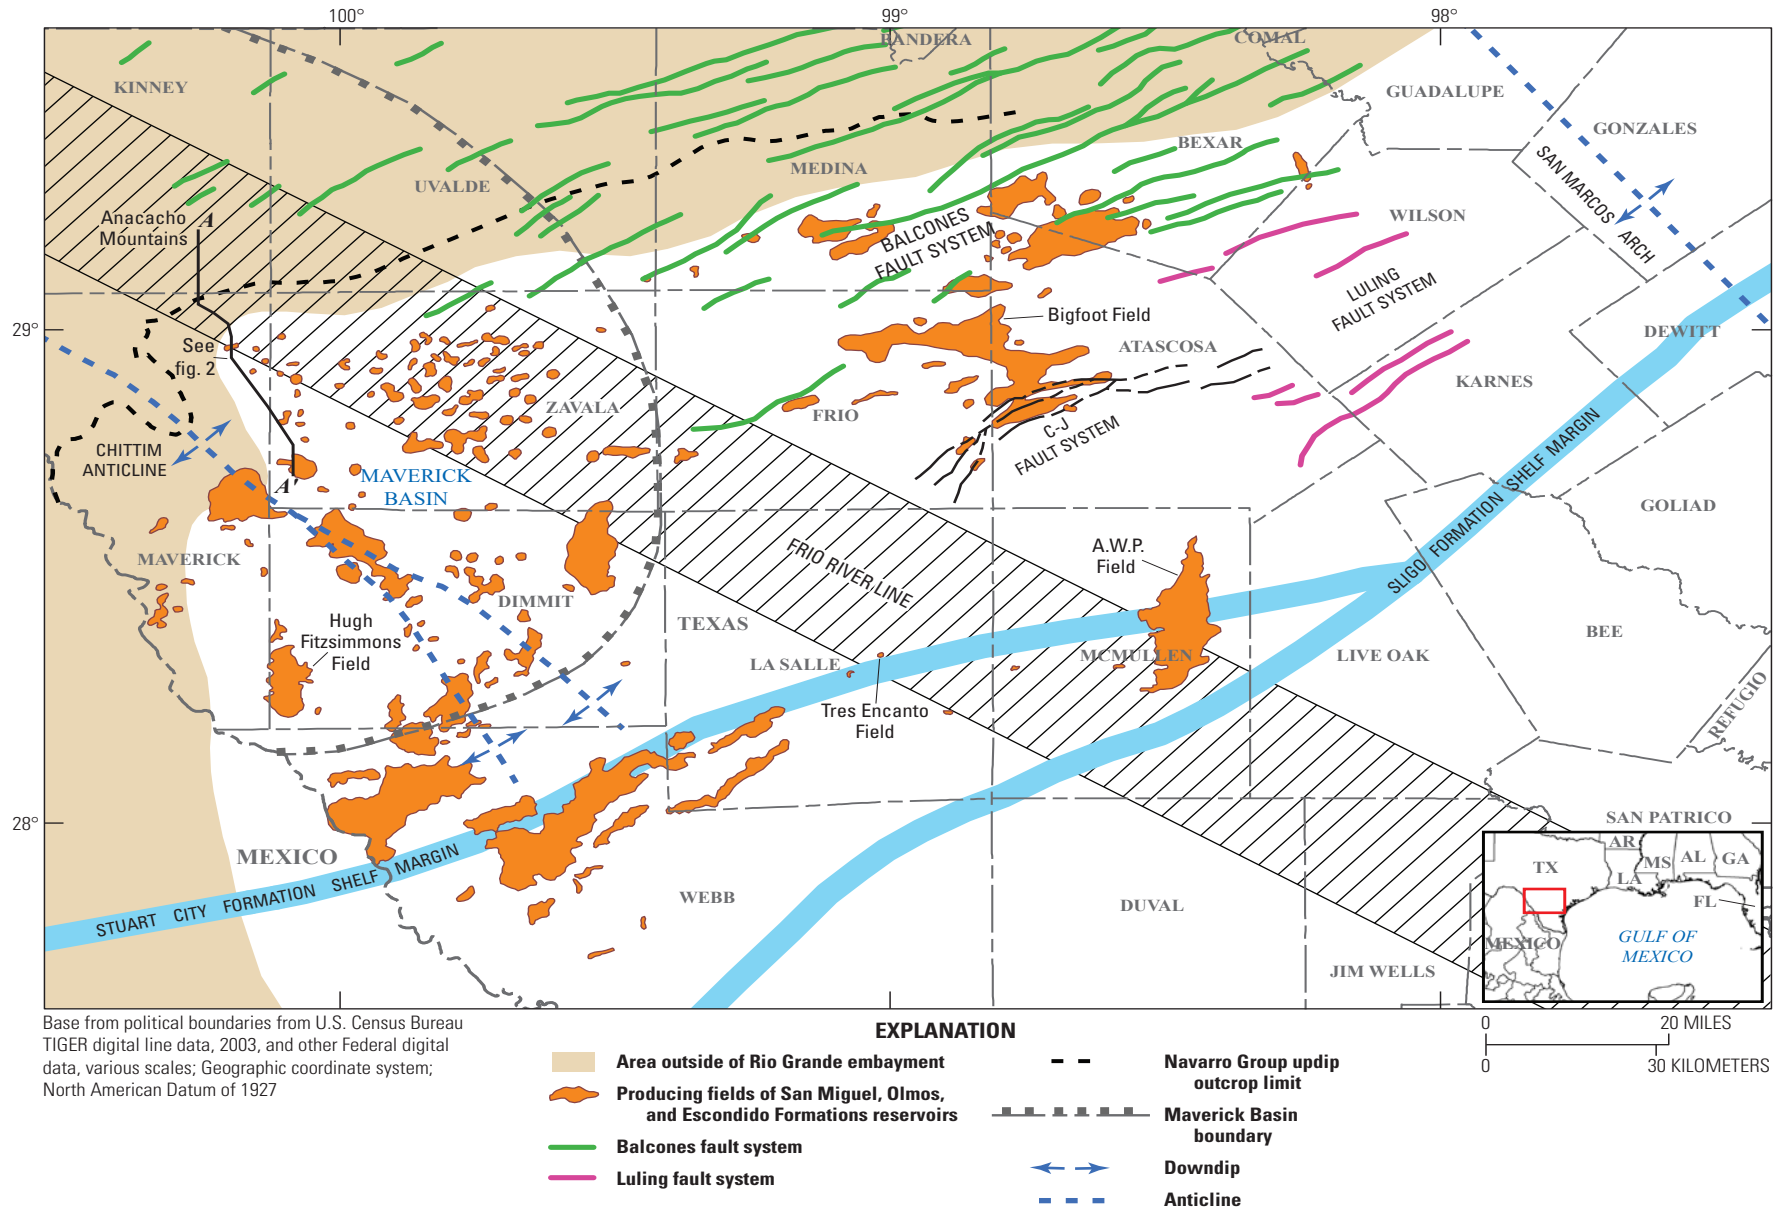 100°
99°
98°
BANDERA
COMAL
KINNEY
GUADALUPE
GONZALES
BEXAR
MEDINA
UVALDE
SAN MARCOS ARCH
Anacacho
Mountains
A
BALCONES
FAULT SYSTEM
WILSON
LULING
FAULT SYSTEM
29°
See
fig. 2
Bigfoot Field
ATASCOSA
DEWITT
KARNES
ZAVALA
FRIO
C-J
FAULT SYSTEM
CHITTIM
ANTICLINE
MAVERICK
BASIN
A'
GOLIAD
MAVERICK
FRIO RIVER LINE
A.W.P.
Field
SLIGO FORMATION SHELF MARGIN
DIMMIT
Hugh
Fitzsimmons
Field
TEXAS
BEE
LA SALLE
MCMULLEN
LIVE OAK
REFUGIO
Tres Encanto
Field
28°
SAN PATRICO
MEXICO
STUART CITY FORMATION SHELF MARGIN
WEBB
DUVAL
JIM WELLS
AR
TX
MS
AL
GA
LA
FL
MEXICO
GULF OF
MEXICO
Base from political boundaries from U.S. Census Bureau
TIGER digital line data, 2003, and other Federal digital
data, various scales; Geographic coordinate system;
North American Datum of 1927
0
20 MILES
0
30 KILOMETERS
EXPLANATION
Area outside of Rio Grande embayment
Producing fields of San Miguel, Olmos,
and Escondido Formations reservoirs
Balcones fault system
Luling fault system
Navarro Group updip
outcrop limit
Maverick Basin
boundary
Downdip
Anticline